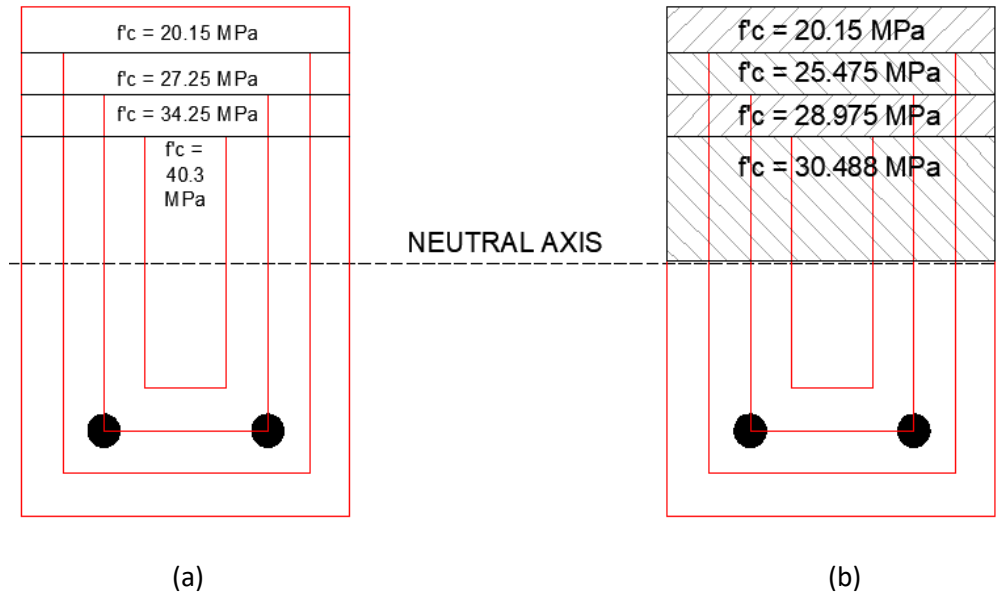 f'c = 20.15 MPa
f'c = 27.25 MPa
f'c = 34.25 MPa
f'c =
40.3
MPa
f'c = 20.15 MPa
f'c = 25.475 MPa
f'c = 28.975 MPa
f'c = 30.488 MPa
NEUTRAL AXIS
(a)
(b)